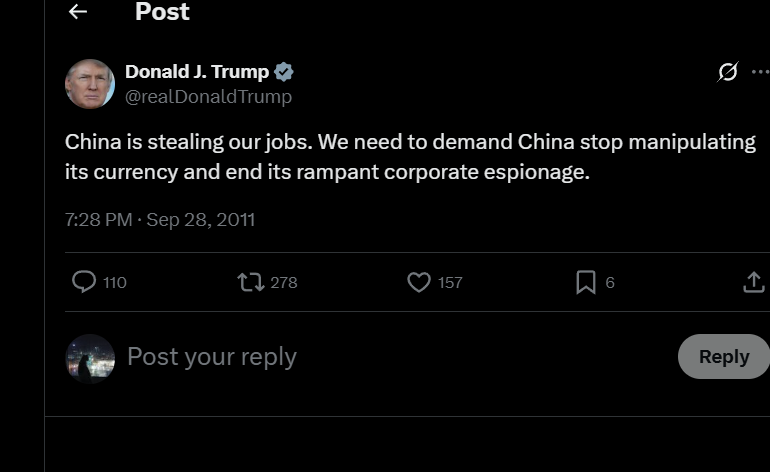 Post
Donald J. Trump
@realDonaldTrump
China is stealing our jobs. We need to demand China stop manipulating
its currency and end its rampant corporate espionage.
7:28 PM · Sep 28, 2011
110 278 157 6
Post your reply Reply